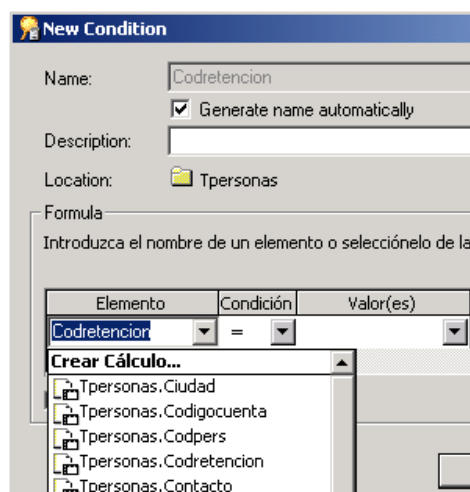 New Condition
Name: Codretencion
Generate name automatically
Description:
Location: Tpersonas
Formula
Introduzca el nombre de un elemento o selecciónelo de la
Elemento Condición Valor(es)
Codretencion =
Crear Cálculo...
Tpersonas.Ciudad
Tpersonas.Codigocuenta
Tpersonas.Codpers
Tpersonas.Codretencion
Tpersonas.Contacto